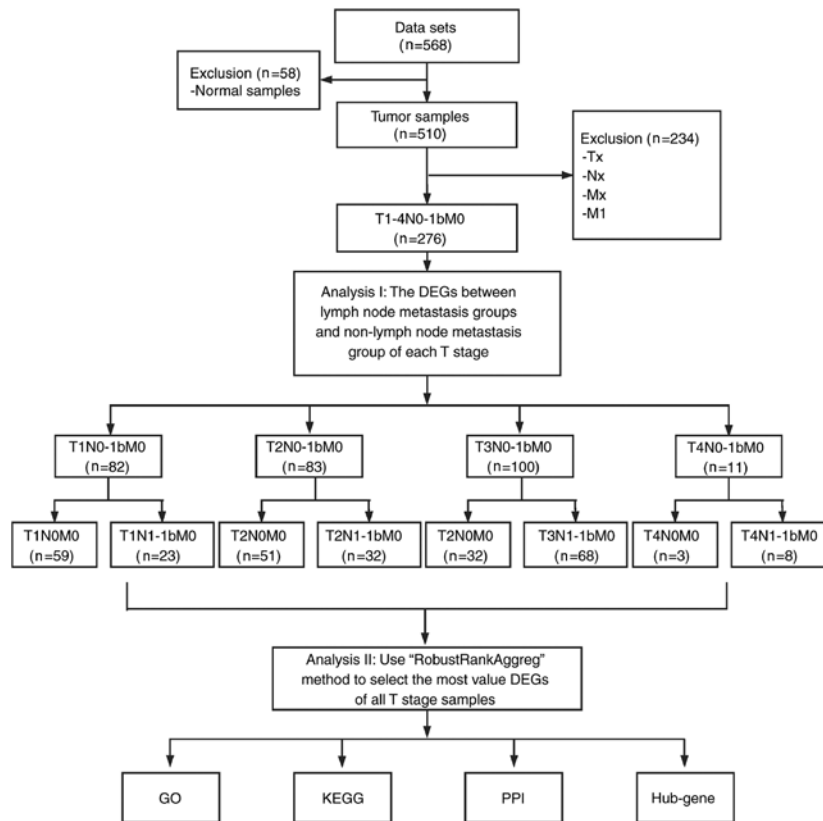 Data sets
(n=568)
Exclusion (n=58)
-Normal samples
Tumor samples
(n=510)
Exclusion (n=234)
-Tx
-Nx
-Mx
-M1
T1-4N0-1bM0
(n=276)
Analysis I: The DEGs between
lymph node metastasis groups
and non-lymph node metastasis
group of each T stage
T1N0-1bM0
(n=82)
T2N0-1bM0
(n=83)
T3N0-1bM0
(n=100)
T4N0-1bM0
(n=11)
T1N0M0
(n=59)
T1N1-1bM0
(n=23)
T2N0M0
(n=51)
T2N1-1bM0
(n=32)
T2N0M0
(n=32)
T3N1-1bM0
(n=68)
T4N0M0
(n=3)
T4N1-1bM0
(n=8)
Analysis II: Use “RobustRankAggreg”
method to select the most value DEGs
of all T stage samples
GO
KEGG
PPI
Hub-gene